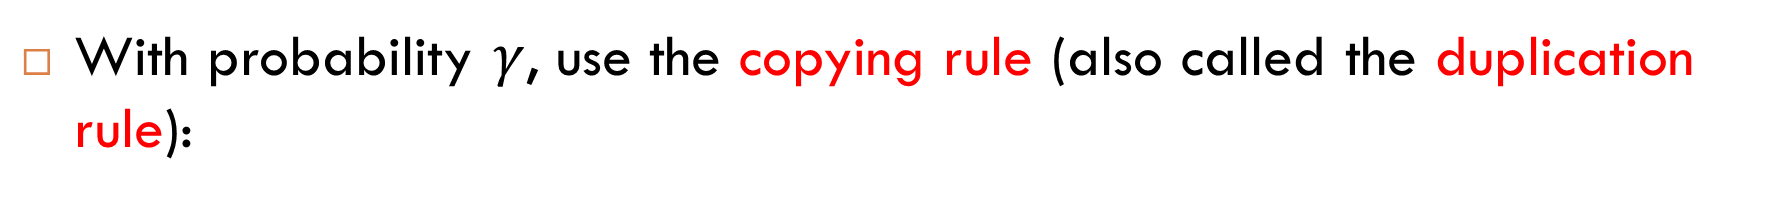 With probability γ, use the copying rule (also called the duplication
rule):